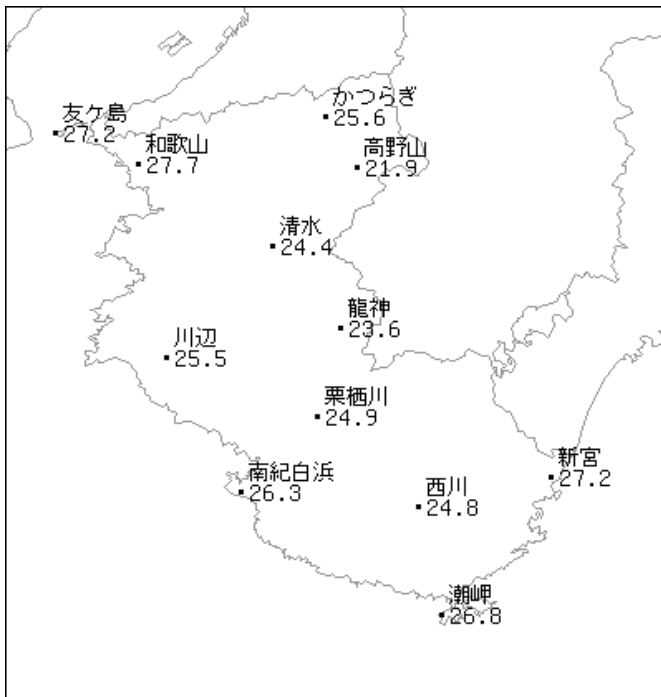 かつらぎ
25.6
友ケ島
27.2
和歌山
27.7
高野山
21.9
清水
24.4
龍神
23.6
川辺
25.5
栗栖川
24.9
新宮
27.2
南紀白浜
26.3
西川
24.8
潮岬
26.8